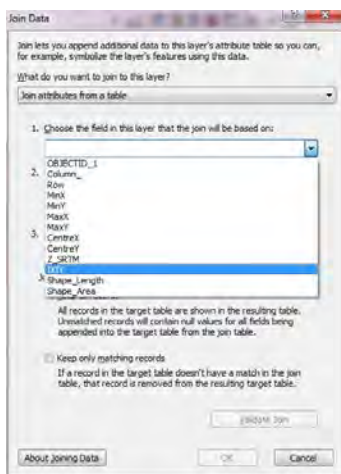 Join Data
Join lets you append additional data to this layer's attribute table so you can,
for example, symbolize the layer's features using this data.
What do you want to join to this layer?
Join attributes from a table
1. Choose the field in this layer that the join will be based on:
OBJECTID_1
2. Column_
Row
MinX
MinY
MaxX
MaxY
3. CentreX
CentreY
Z_SRTM
Shape_Length
Shape_Area
All records in the target table are shown in the resulting table.
Unmatched records will contain null values for all fields being
appended into the target table from the join table.
Keep only matching records
If a record in the target table doesn't have a match in the join
table, that record is removed from the resulting target table.
Validate Join
About Joining Data
OK
Cancel